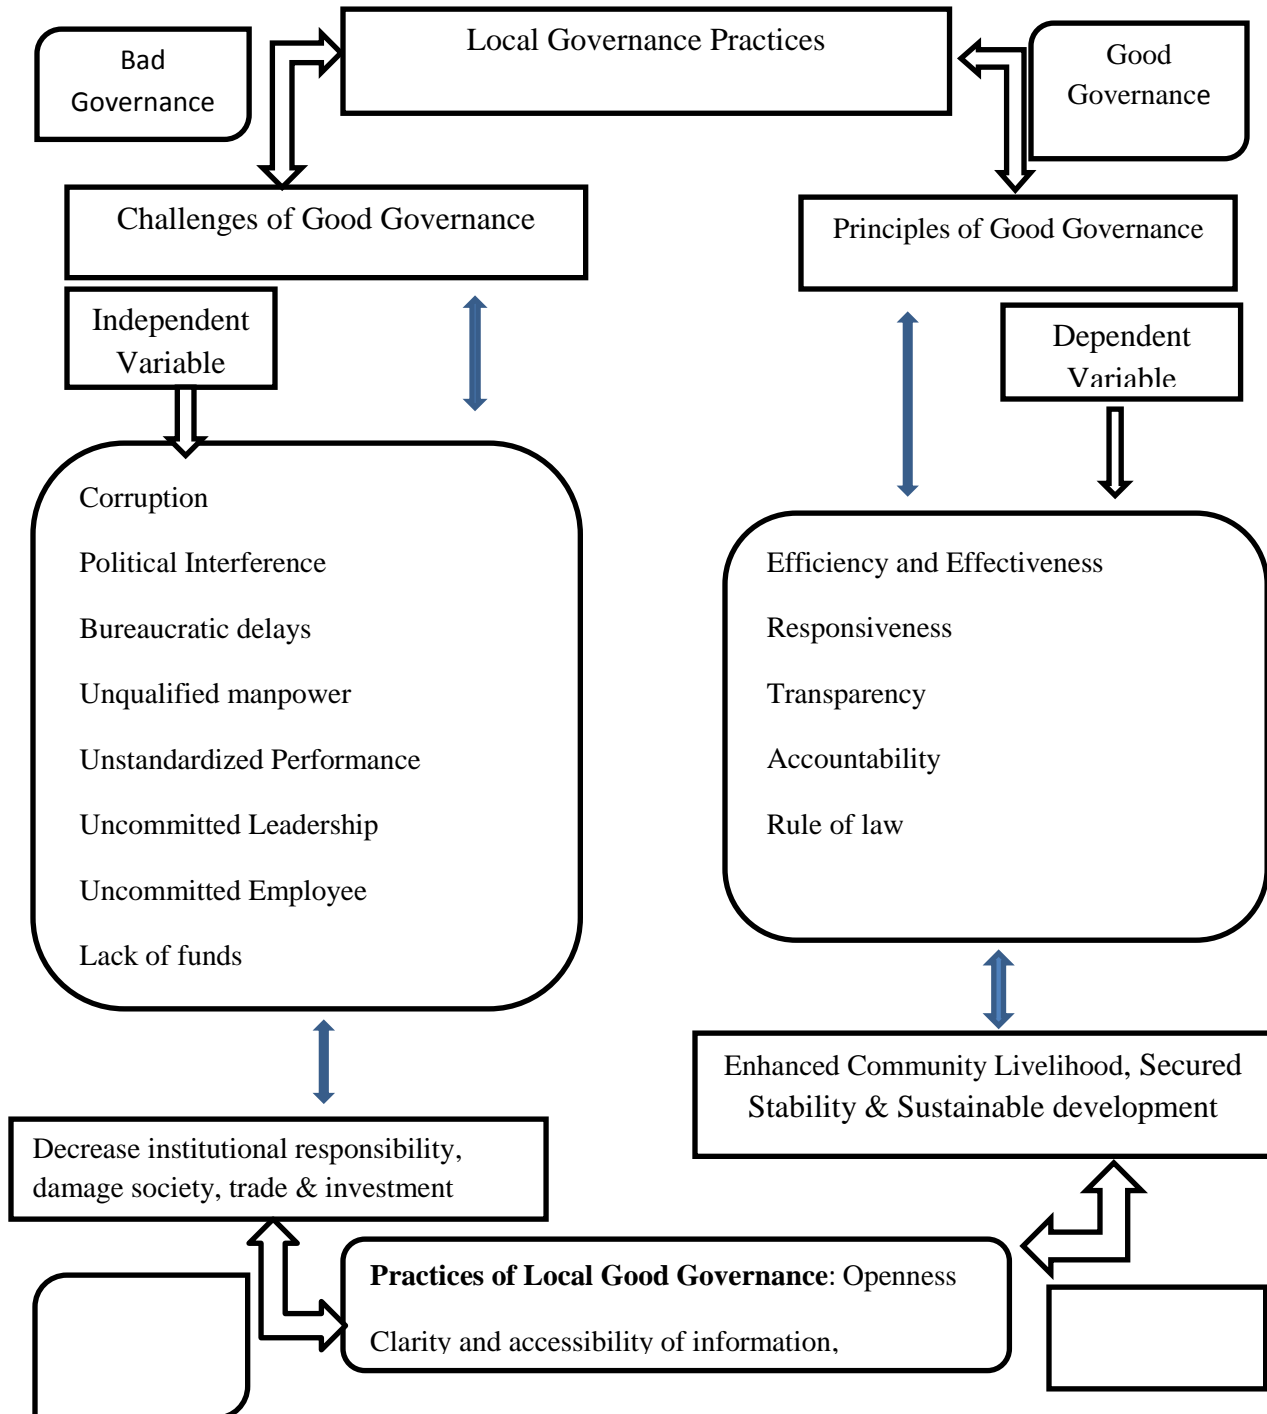 Local Governance Practices
Bad
Governance
Good
Governance
Challenges of Good Governance
Principles of Good Governance
Independent
Variable
Dependent
Variable
Corruption
Political Interference
Bureaucratic delays
Unqualified manpower
Unstandardized Performance
Uncommitted Leadership
Uncommitted Employee
Lack of funds
Efficiency and Effectiveness
Responsiveness
Transparency
Accountability
Rule of law
Enhanced Community Livelihood, Secured
Stability & Sustainable development
Decrease institutional responsibility,
damage society, trade & investment
Practices of Local Good Governance: Openness
Clarity and accessibility of information,